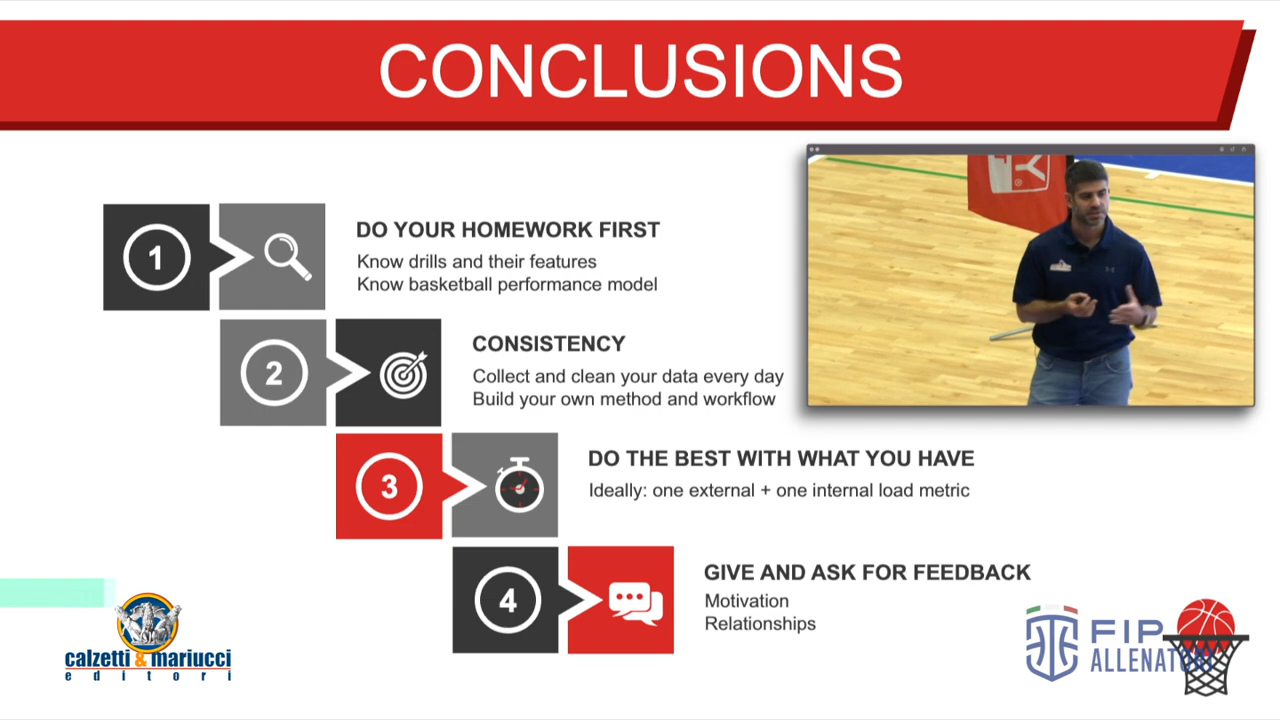 CONCLUSIONS
1
DO YOUR HOMEWORK FIRST
Know drills and their features
Know basketball performance model
2
CONSISTENCY
Collect and clean your data every day
Build your own method and workflow
3
DO THE BEST WITH WHAT YOU HAVE
Ideally: one external + one internal load metric
4
GIVE AND ASK FOR FEEDBACK
Motivation
Relationships
calzetti & mariucci
editori
FIP